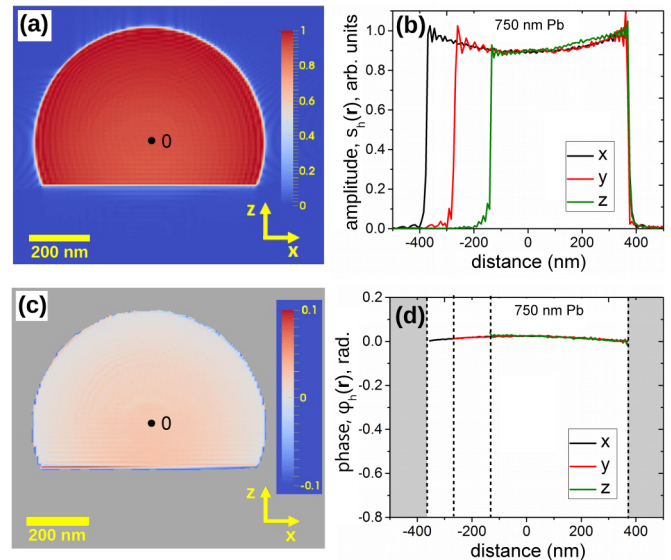 (a)
0
z
x
200 nm
1
0.8
0.6
0.4
0.2
0
(b)
750 nm Pb
amplitude, sₕ(r), arb. units
1.0
0.8
0.6
0.4
0.2
0.0
x
y
z
-400 -200 0 200 400
distance (nm)
(c)
0
z
x
200 nm
0.1
0
-0.1
(d)
750 nm Pb
phase, φₕ(r), rad.
0.2
0.0
-0.2
-0.4
-0.6
-0.8
x
y
z
-400 -200 0 200 400
distance (nm)